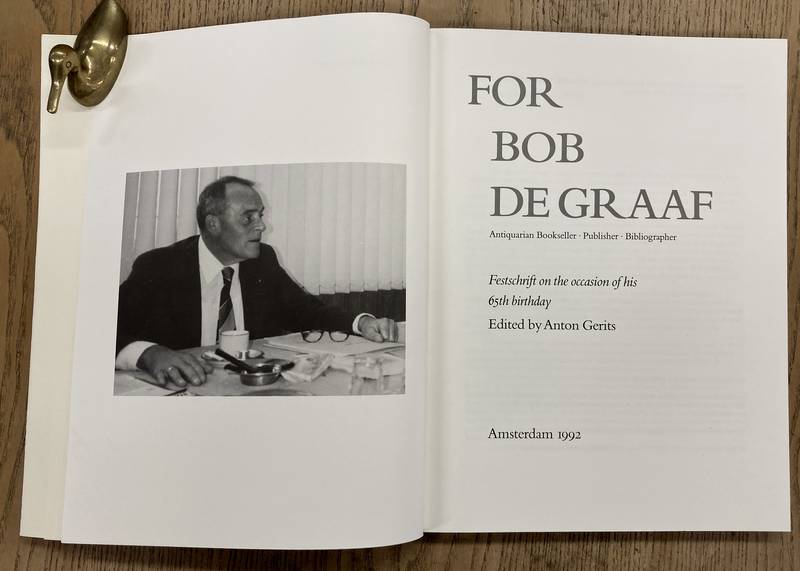 FOR
BOB
DE GRAAF
Antiquarian Bookseller · Publisher · Bibliographer
Festschrift on the occasion of his
65th birthday
Edited by Anton Gerits
Amsterdam 1992